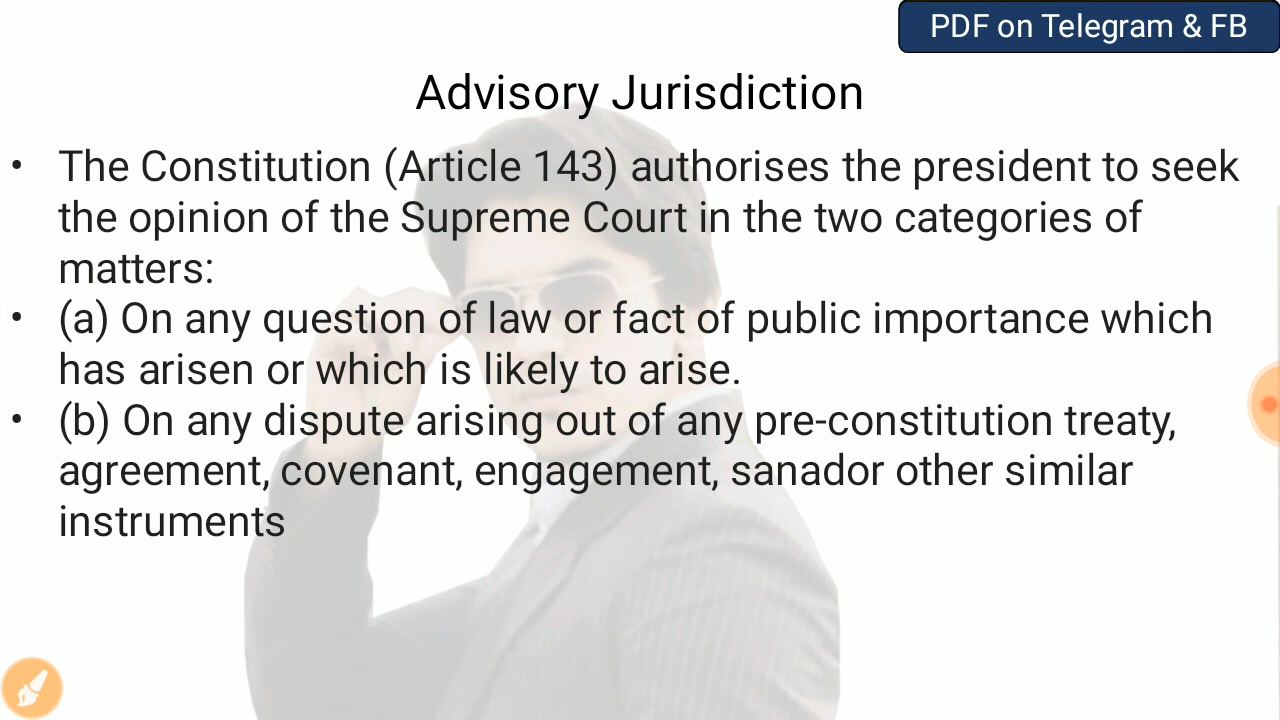 PDF on Telegram & FB
Advisory Jurisdiction
• The Constitution (Article 143) authorises the president to seek
the opinion of the Supreme Court in the two categories of
matters:
• (a) On any question of law or fact of public importance which
has arisen or which is likely to arise.
• (b) On any dispute arising out of any pre-constitution treaty,
agreement, covenant, engagement, sanador other similar
instruments